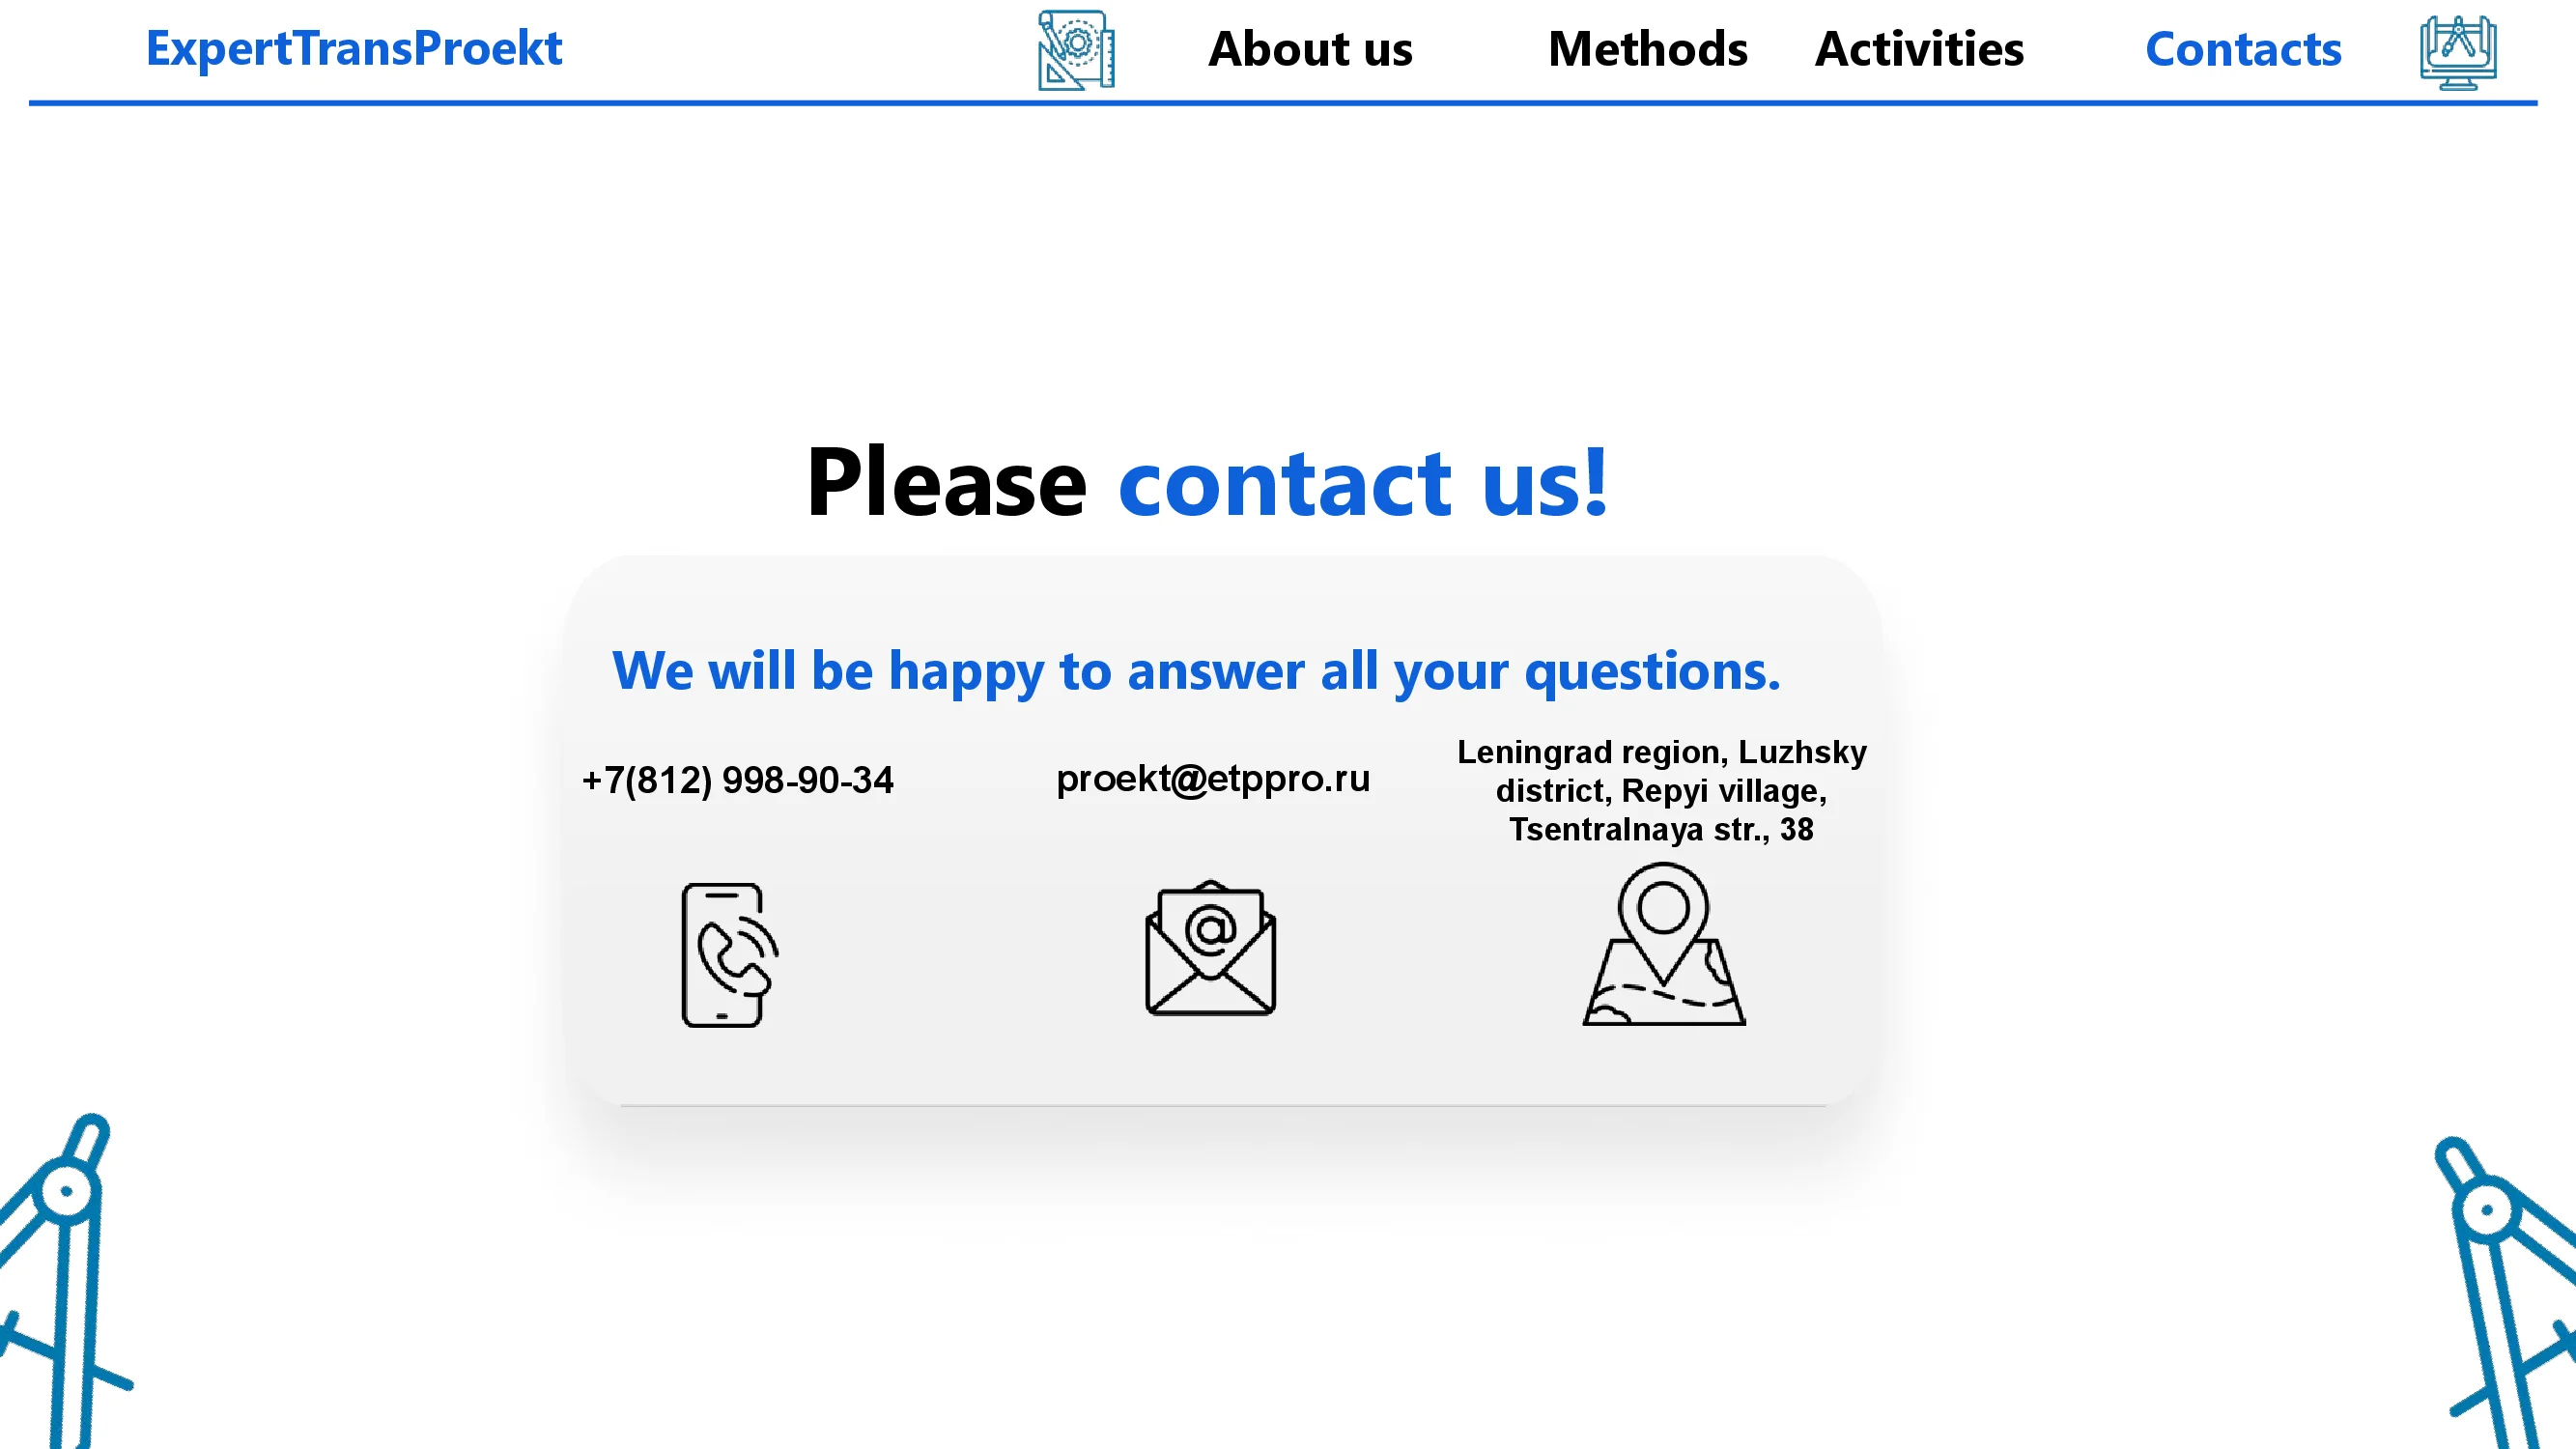 ExpertTransProekt
About us
Methods
Activities
Contacts
Please contact us!
We will be happy to answer all your questions.
+7(812) 998-90-34
proekt@etppro.ru
Leningrad region, Luzhsky
district, Repyi village,
Tsentralnaya str., 38